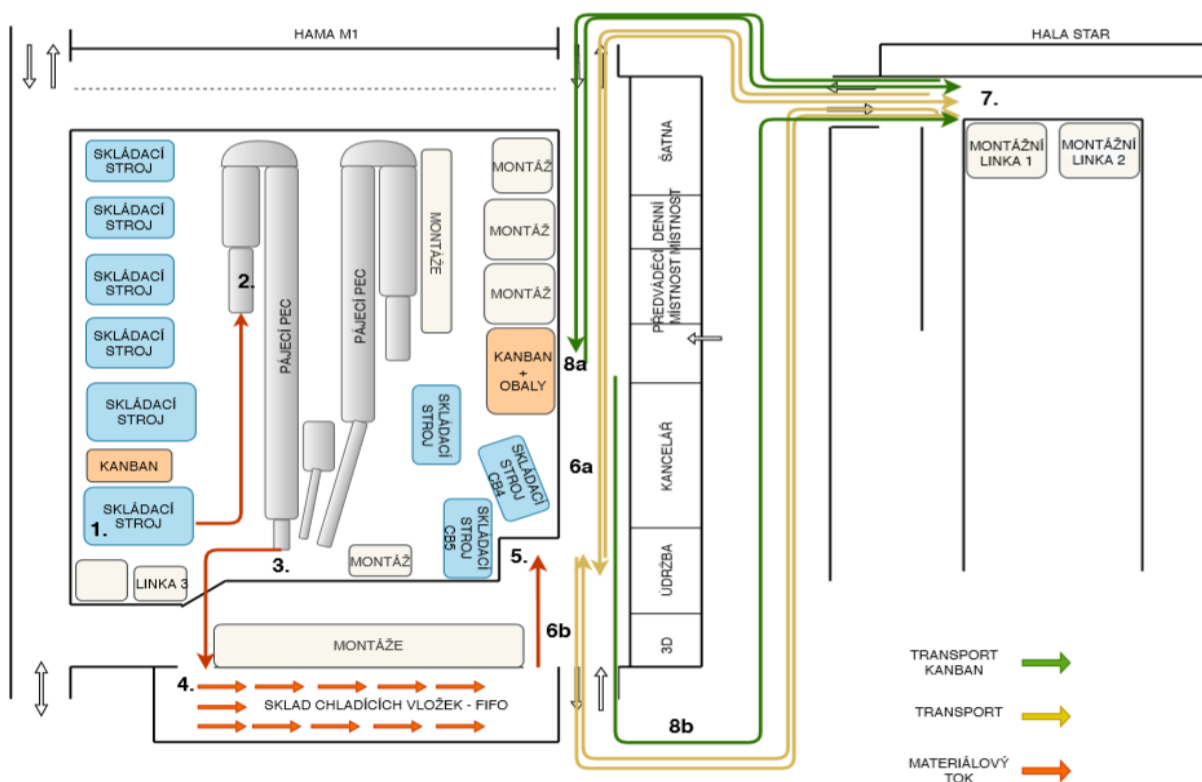 HAMA M1
HALA STAR
SKLÁDACÍ
STROJ
SKLÁDACÍ
STROJ
SKLÁDACÍ
STROJ
SKLÁDACÍ
STROJ
SKLÁDACÍ
STROJ
KANBAN
1.
SKLÁDACÍ
STROJ
LINKA 3
2.
PÁJECÍ PEC
3.
PÁJECÍ PEC
MONTÁŽE
MONTÁŽ
MONTÁŽ
MONTÁŽ
KANBAN
+
OBALY
SKLÁDACÍ
STROJ
SKLÁDACÍ
STROJ
CB4
SKLÁDACÍ
STROJ
CB5
MONTÁŽ
5.
6b
MONTÁŽE
4.
SKLAD CHLADÍCÍCH VLOŽEK - FIFO
8a
6a
ŠATNA
DENNÍ
MÍSTNOST
PŘEDVÁDĚCÍ
MÍSTNOST
KANCELÁŘ
ÚDRŽBA
3D
8b
7.
MONTÁŽNÍ
LINKA 1
MONTÁŽNÍ
LINKA 2
TRANSPORT
KANBAN
TRANSPORT
MATERIÁLOVÝ
TOK